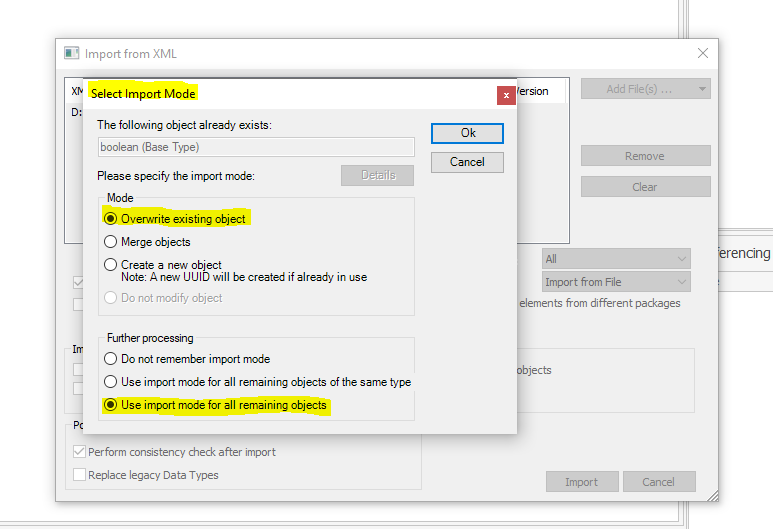 Import from XML
Select Import Mode
XM
Version
Add File(s) ...
D:
The following object already exists:
boolean (Base Type)
Ok
Cancel
Please specify the import mode:
Details
Remove
Clear
Mode
Overwrite existing object
Merge objects
Create a new object
Note: A new UUID will be created if already in use
Do not modify object
All
ferencing
Import from File
elements from different packages
Further processing
Do not remember import mode
Use import mode for all remaining objects of the same type
Use import mode for all remaining objects
Im
objects
Po
Perform consistency check after import
Replace legacy Data Types
Import
Cancel